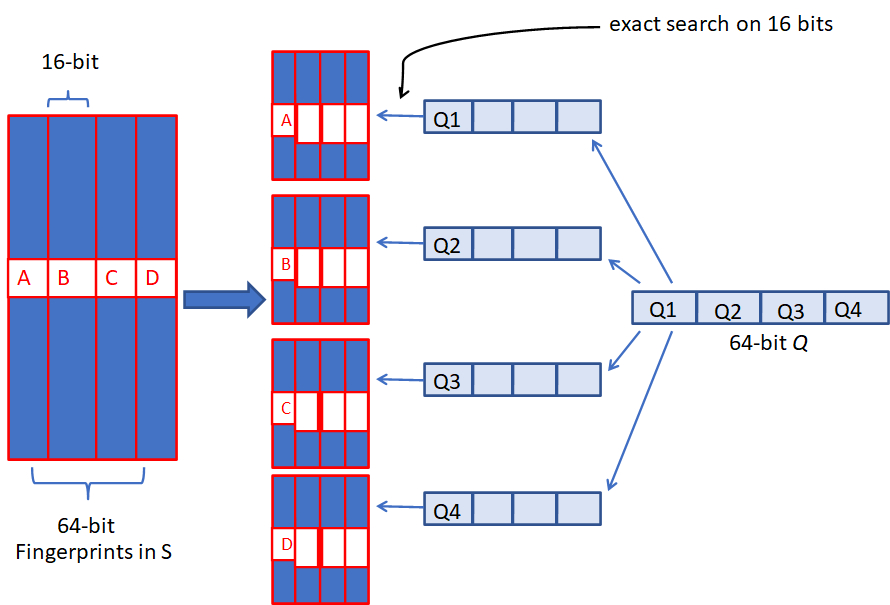 exact search on 16 bits
16-bit
A
Q1
B
Q2
A B C D
Q1 Q2 Q3 Q4
64-bit Q
C
Q3
D
Q4
64-bit
Fingerprints in S